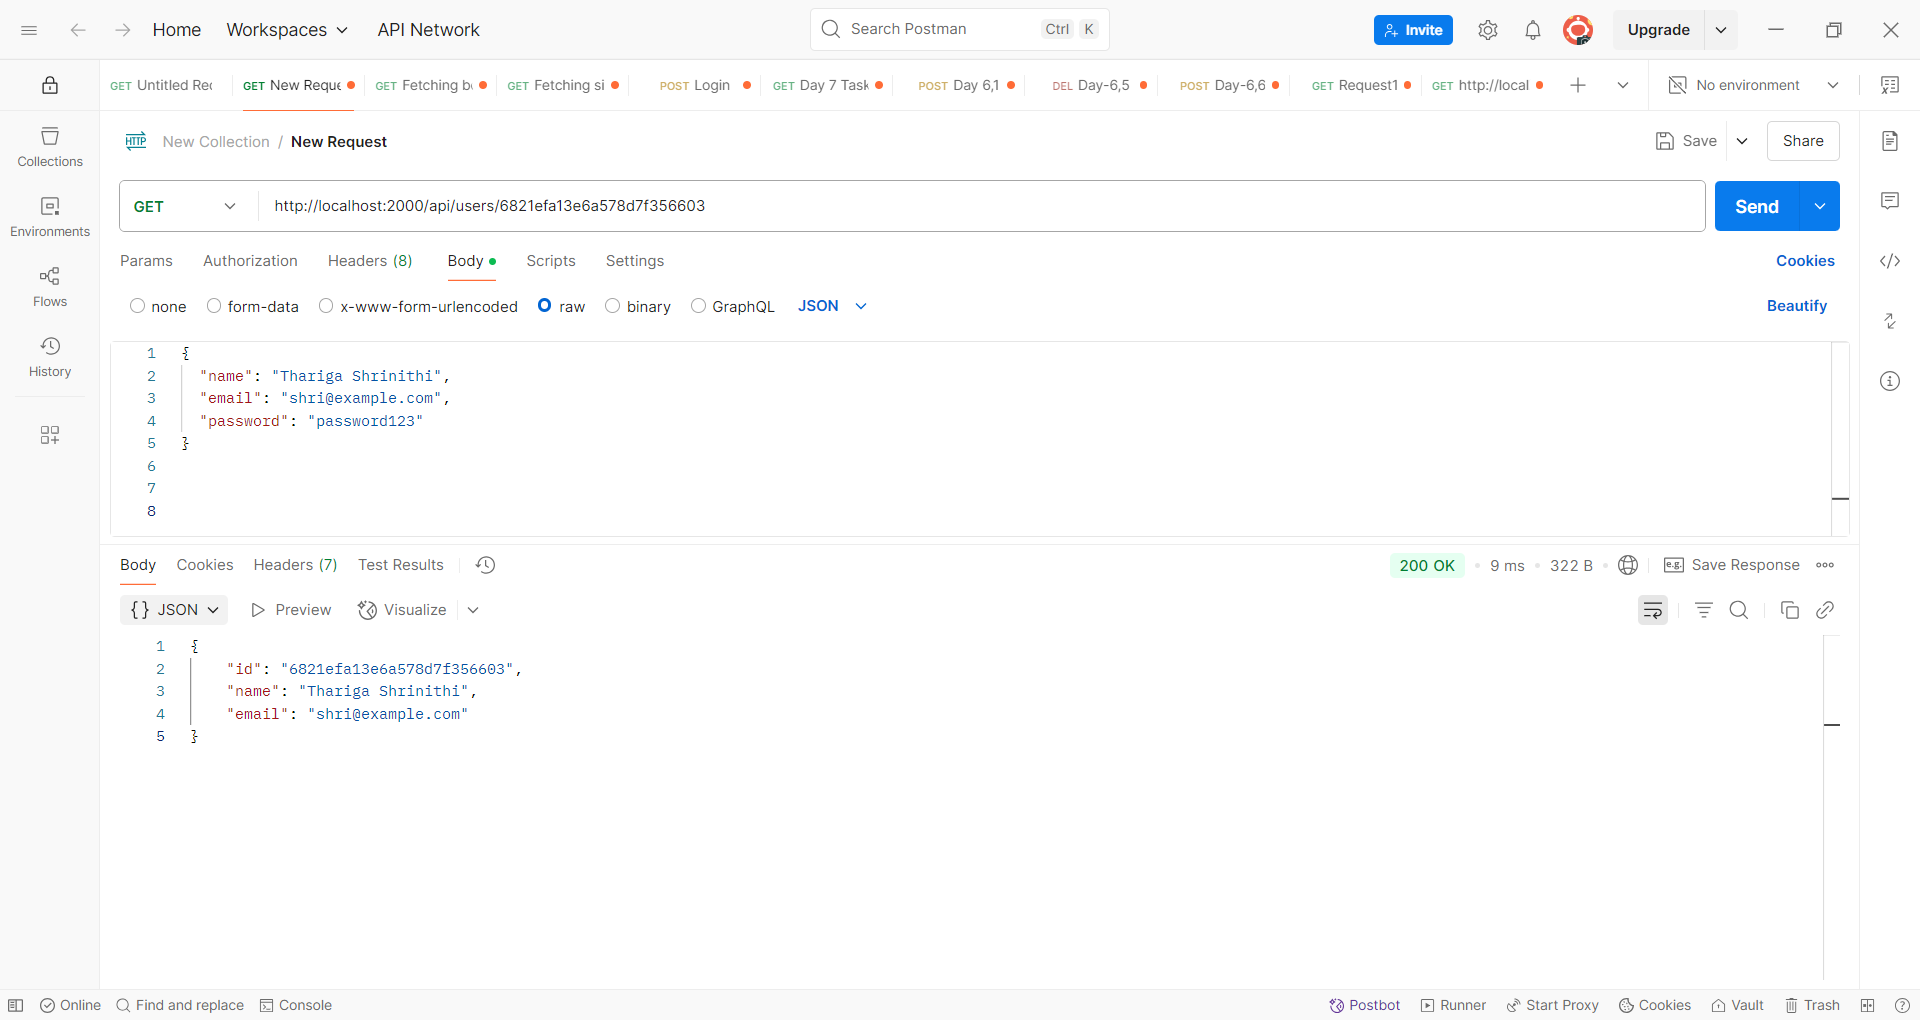 Home Workspaces API Network Search Postman Ctrl K Invite Upgrade
GET Untitled Rec GET New Reque GET Fetching b GET Fetching si POST Login GET Day 7 Task POST Day 6,1 DEL Day-6,5 POST Day-6,6 GET Request1 GET http://local No environment
HTTP New Collection / New Request Save Share
GET http://localhost:2000/api/users/6821efa13e6a578d7f356603 Send
Params Authorization Headers (8) Body Scripts Settings Cookies
none form-data x-www-form-urlencoded raw binary GraphQL JSON Beautify
Collections
Environments
Flows
History
1 {
2 "name": "Thariga Shrinithi",
3 "email": "shri@example.com",
4 "password": "password123"
5 }
6
7
8
Body Cookies Headers (7) Test Results 200 OK 9 ms 322 B e.g. Save Response
{} JSON Preview Visualize
1 {
2 "id": "6821efa13e6a578d7f356603",
3 "name": "Thariga Shrinithi",
4 "email": "shri@example.com"
5 }
Online Find and replace Console Postbot Runner Start Proxy Cookies Vault Trash